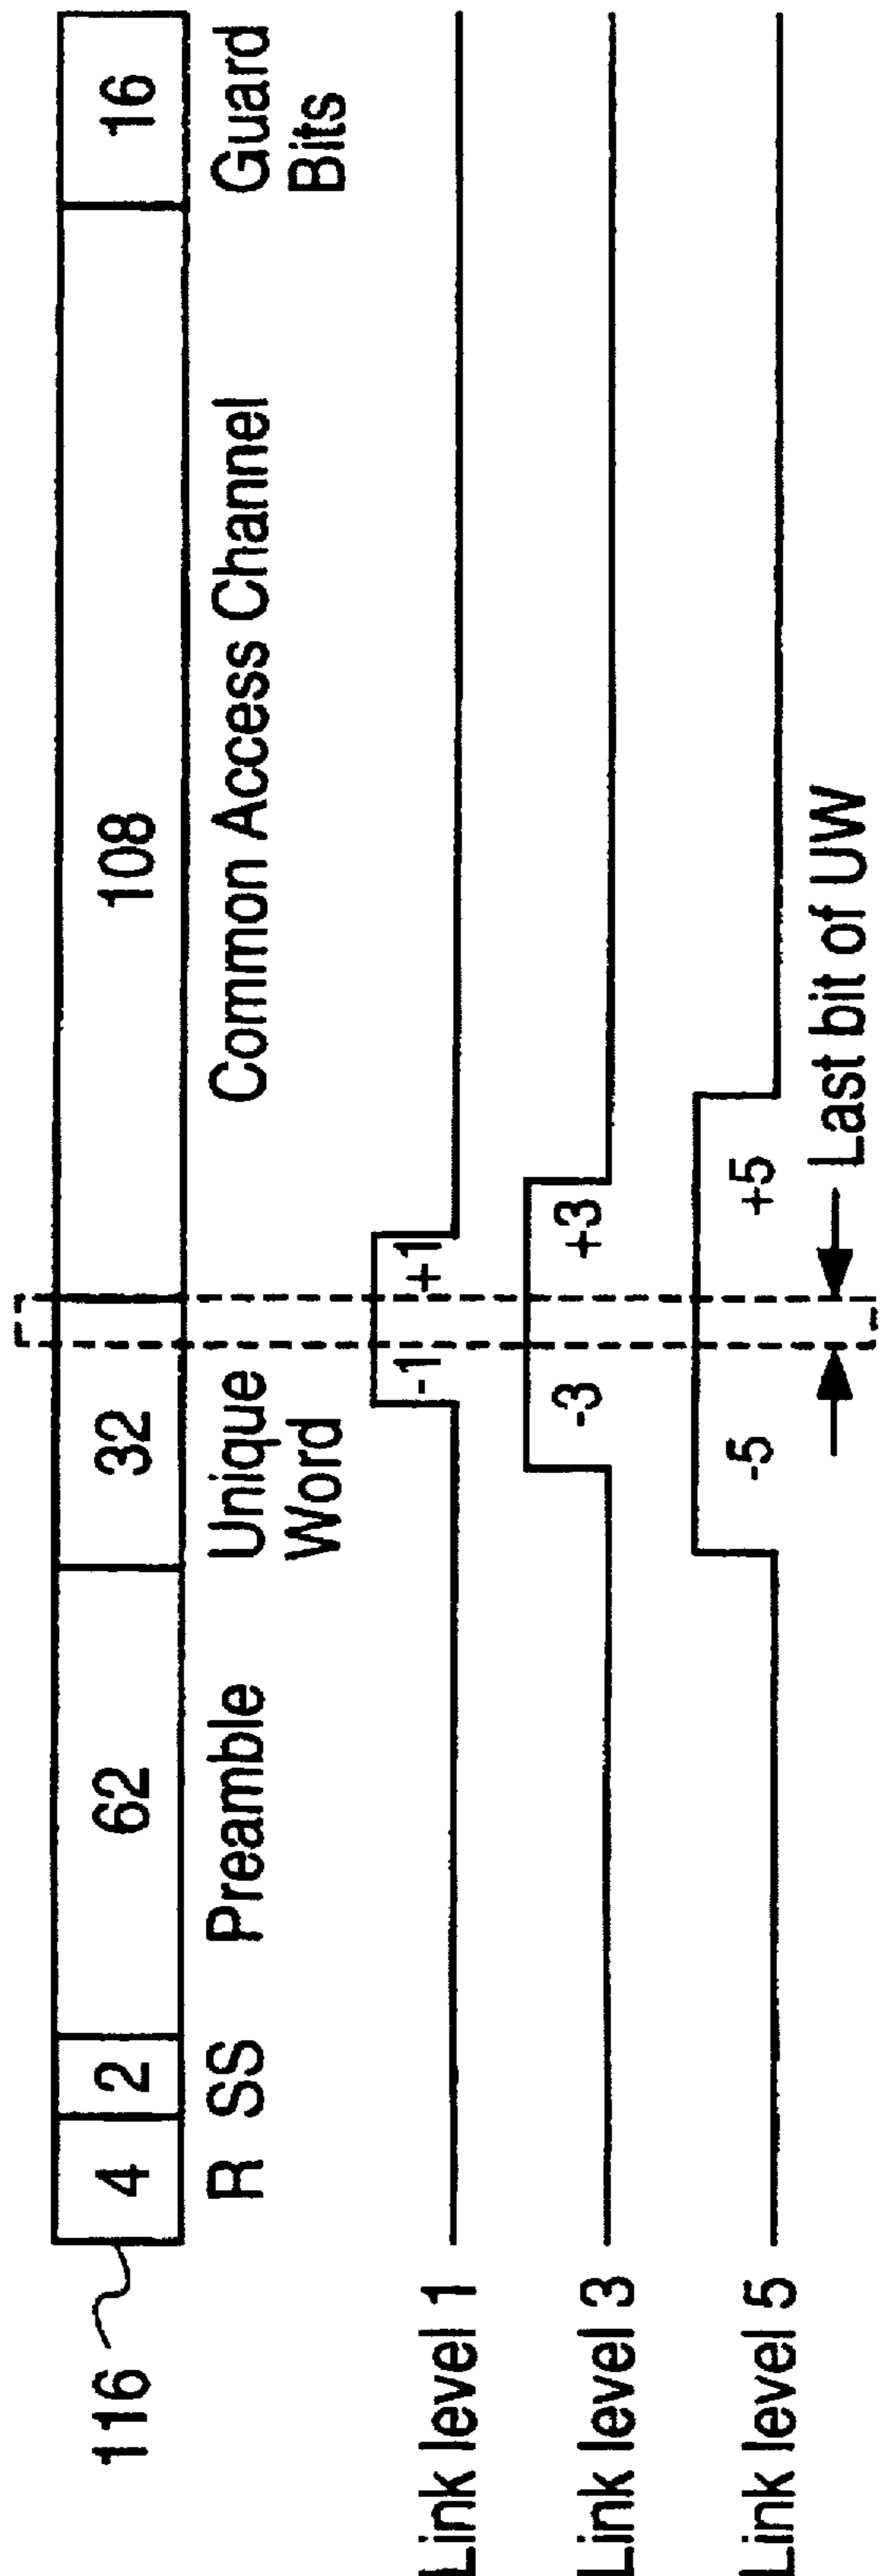 116
4 2 62 32 108 16
R SS Preamble Unique Word Common Access Channel Guard Bits
Link level 1
-1 +1
Link level 3
-3 +3
Link level 5
-5 +5
Last bit of UW